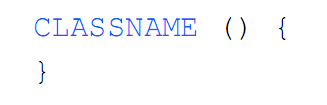 CLASSNAME () {
}